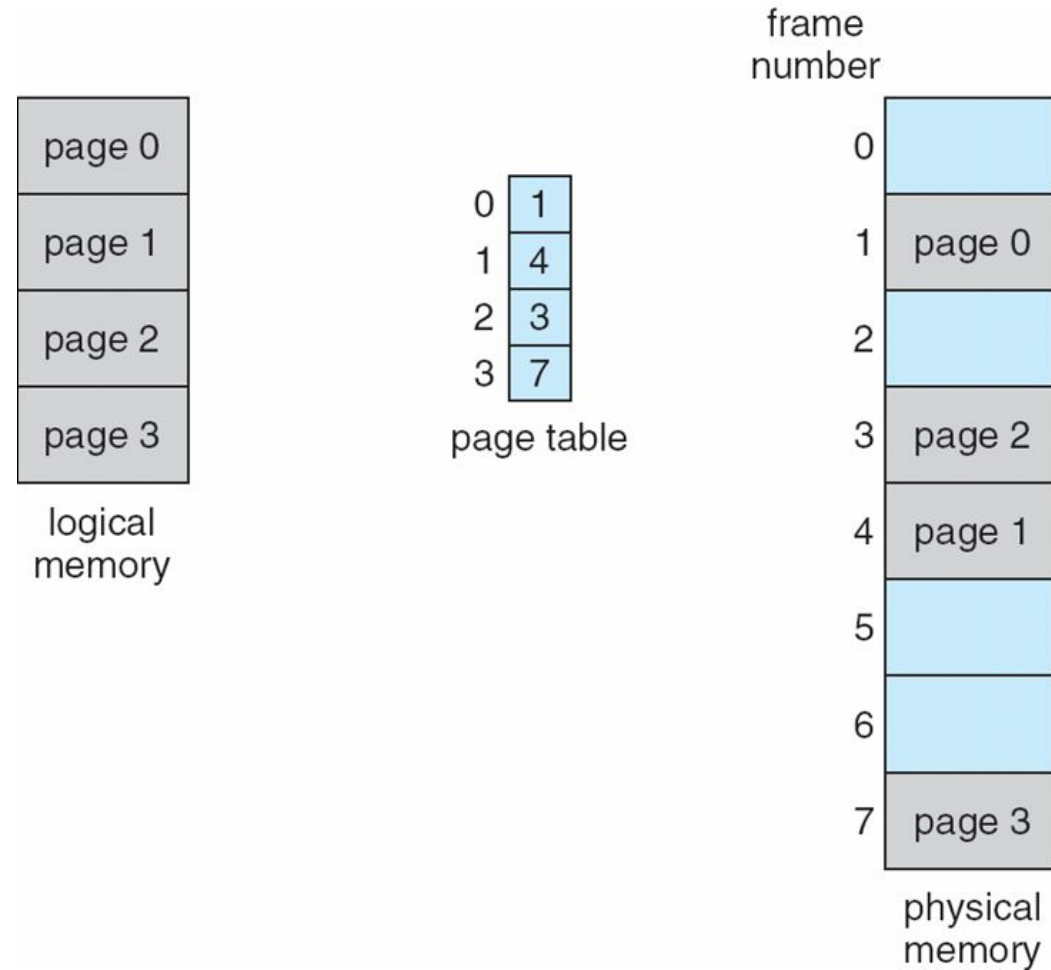 frame
number
page 0
page 1
page 2
page 3
logical
memory
0 1
1 4
2 3
3 7
page table
0
1 page 0
2
3 page 2
4 page 1
5
6
7 page 3
physical
memory